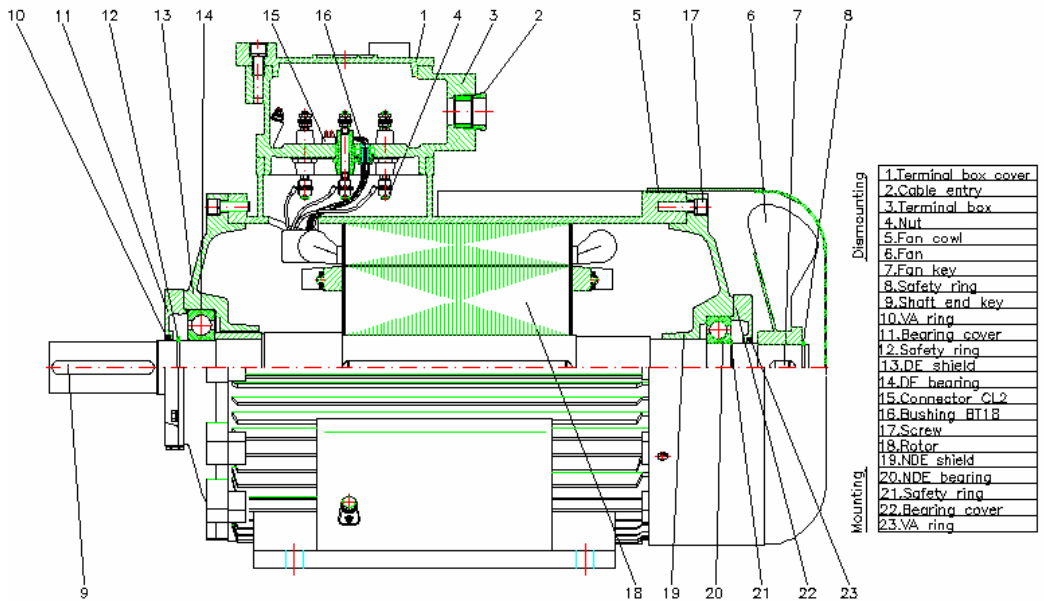 10 11 12 13 14 15 16 1 4 3 2 5 17 6 7 8
Dismounting
1.Terminal box cover
2.Cable entry
3.Terminal box
4.Nut
5.Fan cowl
6.Fan
7.Fan key
8.Safety ring
9.Shaft end key
10.VA ring
11.Bearing cover
12.Safety ring
13.DE shield
14.DE bearing
15.Connector CL2
16.Bushing BT18
17.Screw
18.Rotor
19.NDE shield
20.NDE bearing
21.Safety ring
22.Bearing cover
23.VA ring
Mounting
9 18 19 20 21 22 23